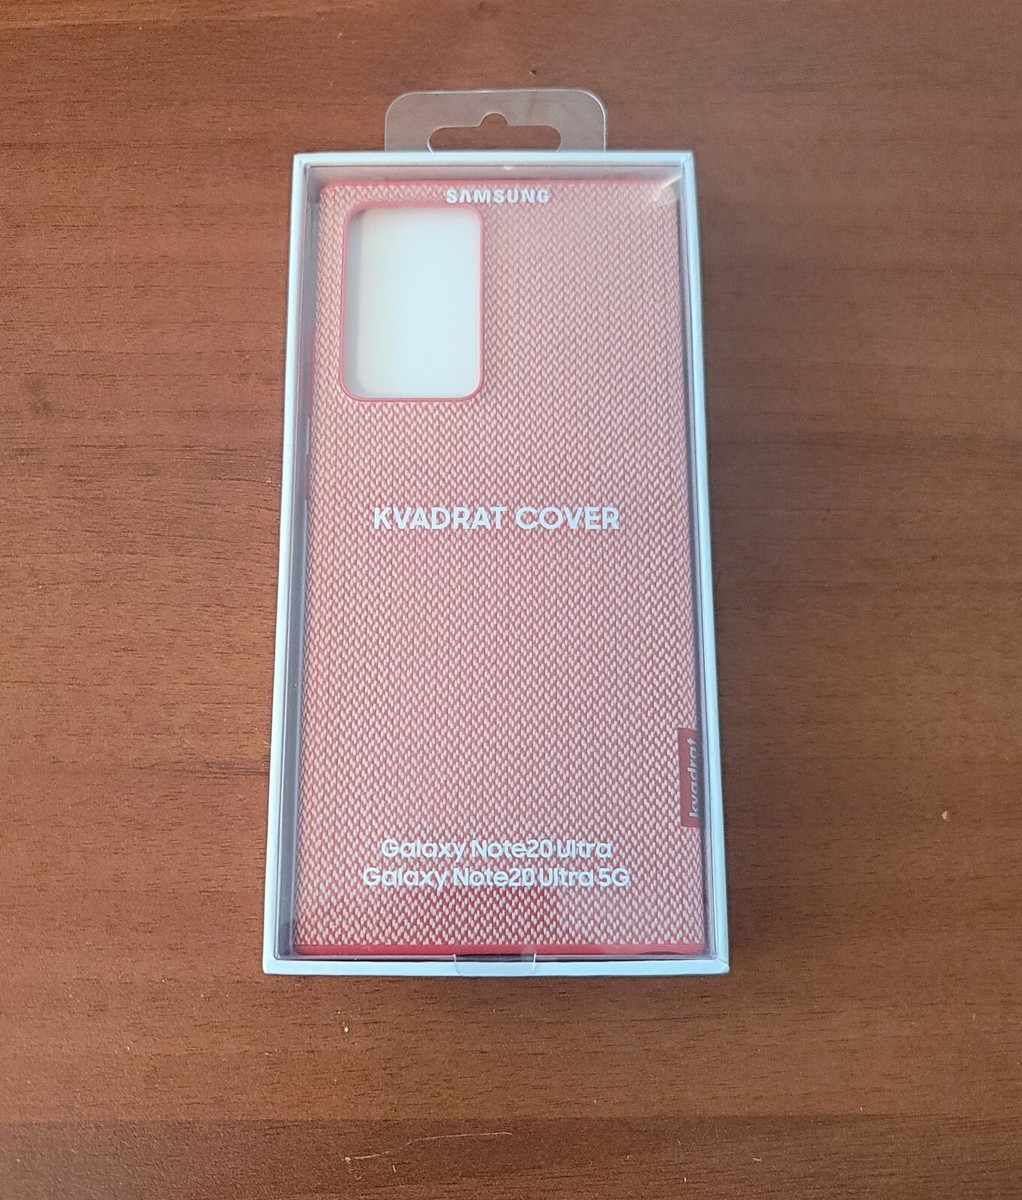 SAMSUNG
KVADRAT COVER
kvadrat
Galaxy Note20 Ultra
Galaxy Note20 Ultra 5G